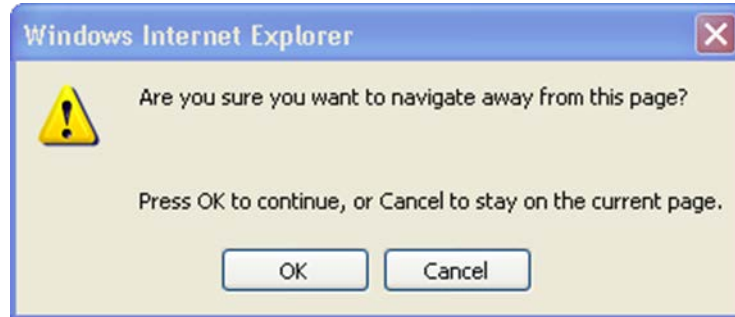 Windows Internet Explorer
Are you sure you want to navigate away from this page?
Press OK to continue, or Cancel to stay on the current page.
OK
Cancel